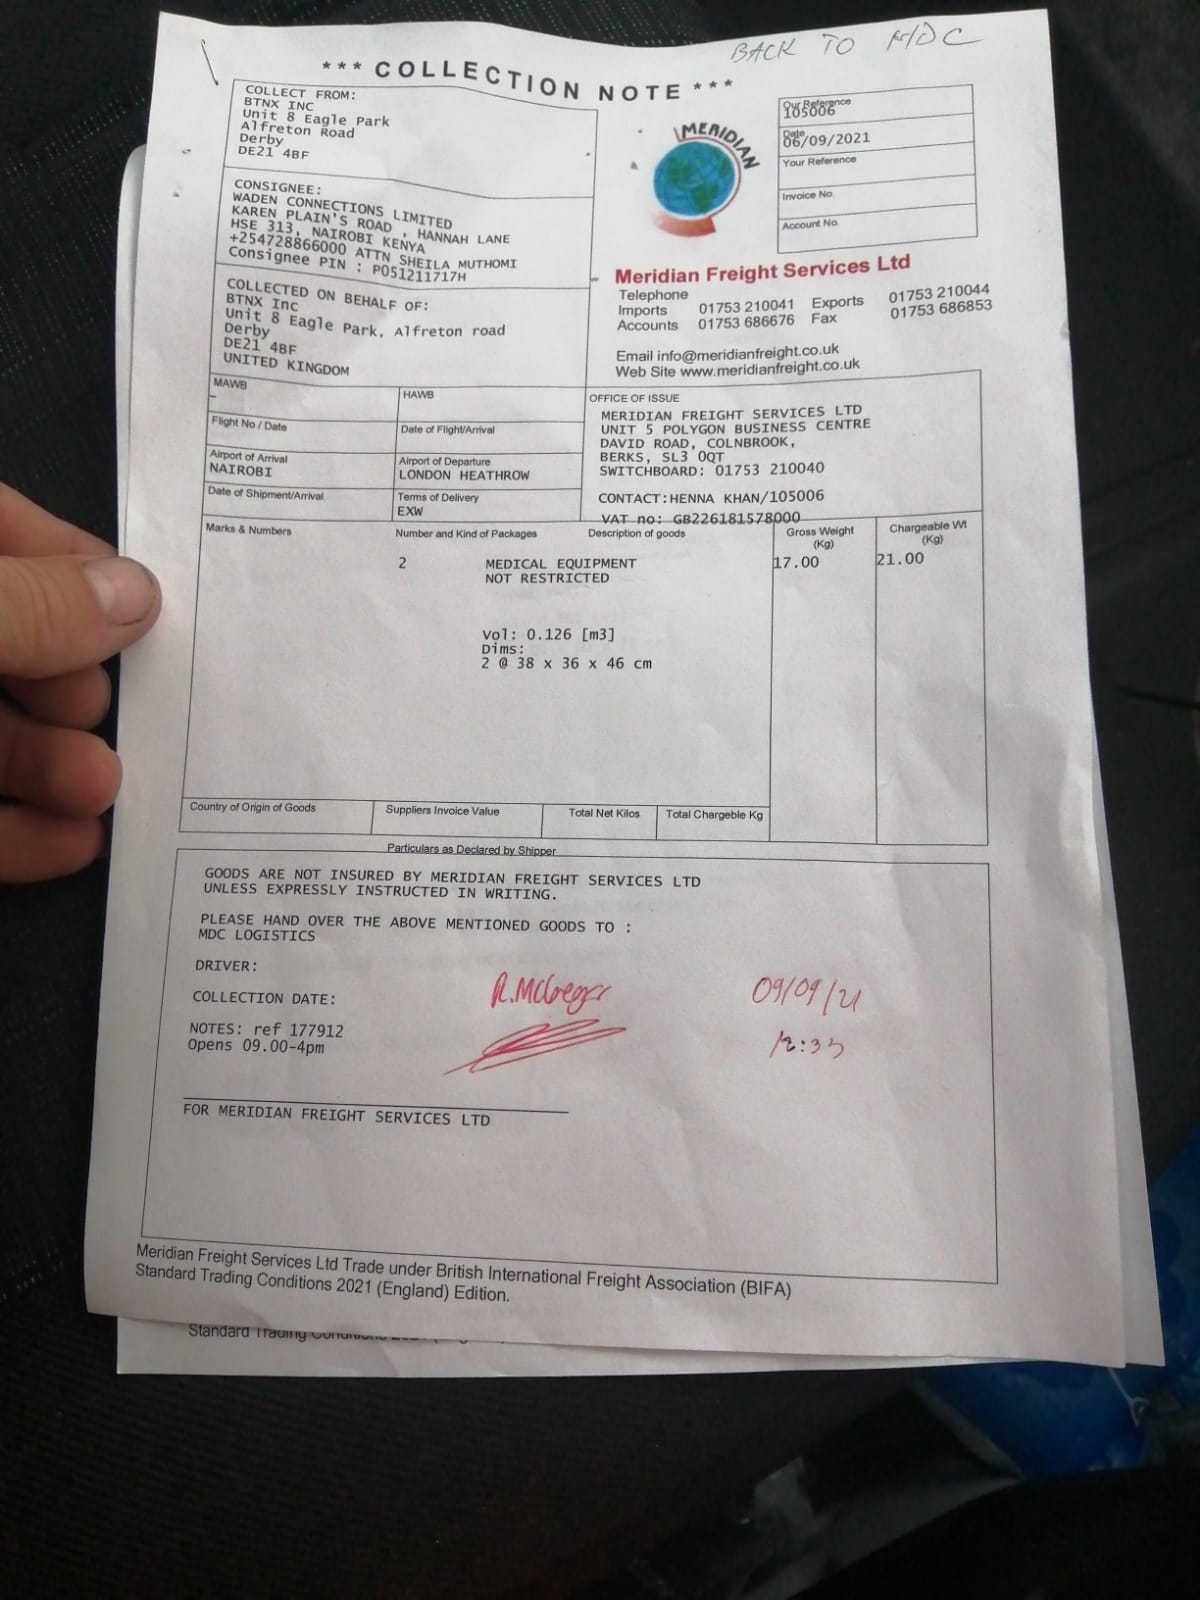 BACK TO MDC
*** COLLECTION NOTE ***
COLLECT FROM:
BTNX INC
Unit 8 Eagle Park
Alfreton Road
Derby
DE21 4BF
MERIDIAN
Our Reference
105006
Date
06/09/2021
Your Reference
Invoice No.
Account No.
CONSIGNEE:
WADEN CONNECTIONS LIMITED
KAREN PLAIN'S ROAD , HANNAH LANE
HSE 313, NAIROBI KENYA
+254728866000 ATTN SHEILA MUTHOMI
Consignee PIN : P051211717H
COLLECTED ON BEHALF OF:
BTNX Inc
Unit 8 Eagle Park, Alfreton road
Derby
DE21 4BF
UNITED KINGDOM
Meridian Freight Services Ltd
Telephone
Imports 01753 210041 Exports 01753 210044
Accounts 01753 686676 Fax 01753 686853
Email info@meridianfreight.co.uk
Web Site www.meridianfreight.co.uk
MAWB
–
HAWB
Flight No / Date
Date of Flight/Arrival
Airport of Arrival
NAIROBI
Airport of Departure
LONDON HEATHROW
Date of Shipment/Arrival
Terms of Delivery
EXW
OFFICE OF ISSUE
MERIDIAN FREIGHT SERVICES LTD
UNIT 5 POLYGON BUSINESS CENTRE
DAVID ROAD, COLNBROOK,
BERKS, SL3 0QT
SWITCHBOARD: 01753 210040
CONTACT:HENNA KHAN/105006
VAT no: GB226181578000
Marks & Numbers
Number and Kind of Packages
Description of goods
Gross Weight
(Kg)
Chargeable Wt
(Kg)
2 MEDICAL EQUIPMENT 17.00 21.00
NOT RESTRICTED
Vol: 0.126 [m3]
Dims:
2 @ 38 x 36 x 46 cm
Country of Origin of Goods
Suppliers Invoice Value
Total Net Kilos
Total Chargeable Kg
Particulars as Declared by Shipper
GOODS ARE NOT INSURED BY MERIDIAN FREIGHT SERVICES LTD
UNLESS EXPRESSLY INSTRUCTED IN WRITING.
PLEASE HAND OVER THE ABOVE MENTIONED GOODS TO :
MDC LOGISTICS
DRIVER:
R.McGregor 09/09/21
COLLECTION DATE:
NOTES: ref 177912
Opens 09.00-4pm
12:35
FOR MERIDIAN FREIGHT SERVICES LTD
Meridian Freight Services Ltd Trade under British International Freight Association (BIFA)
Standard Trading Conditions 2021 (England) Edition.
Standard Trading Conditions